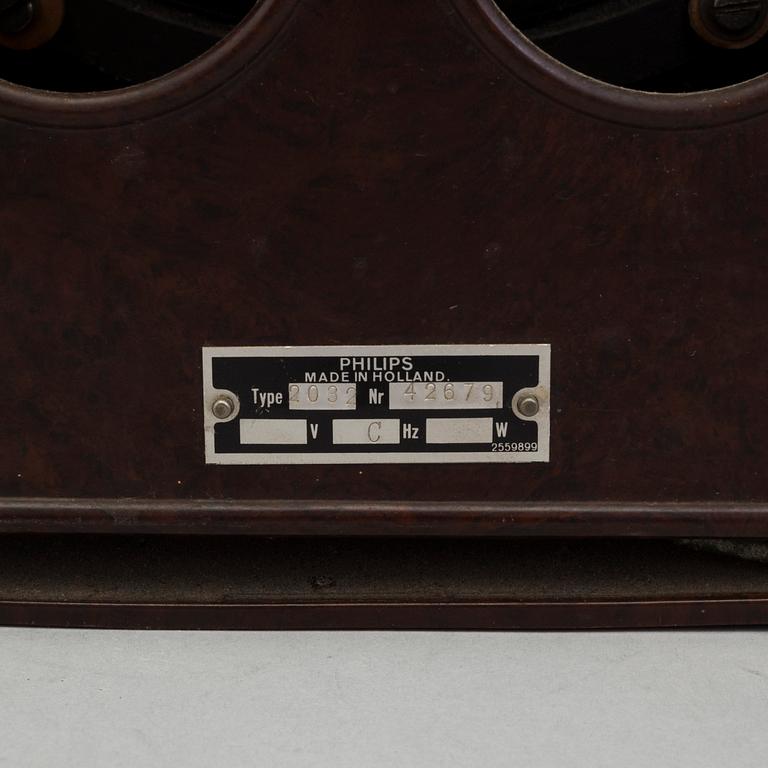 PHILIPS
MADE IN HOLLAND.
Type 2032 Nr 42679
V C Hz W
2559899